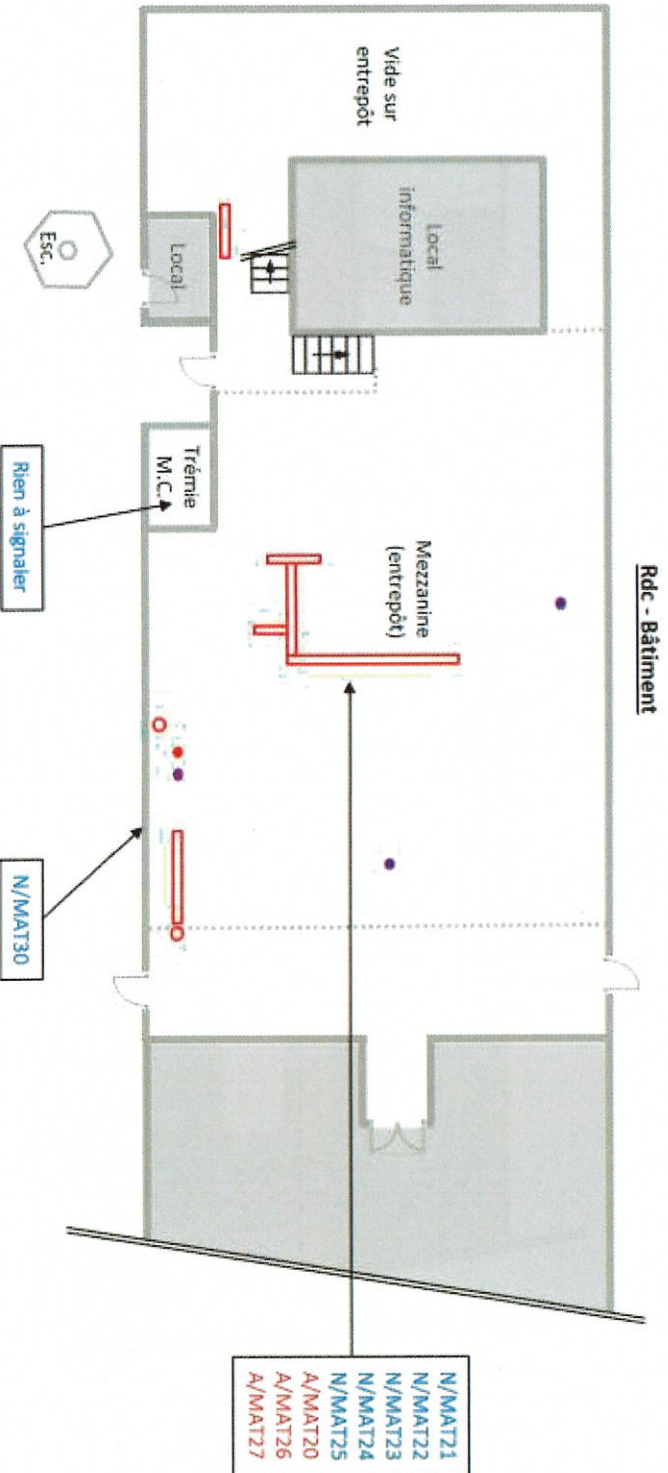 Rdc - Bâtiment
Vide sur
entrepôt
Local
informatique
Local
Esc.
Trémie
M.C.
Rien à signaler
Mezzanine
(entrepôt)
N/MAT30
N/MAT21
N/MAT22
N/MAT23
N/MAT24
N/MAT25
A/MAT20
A/MAT26
A/MAT27